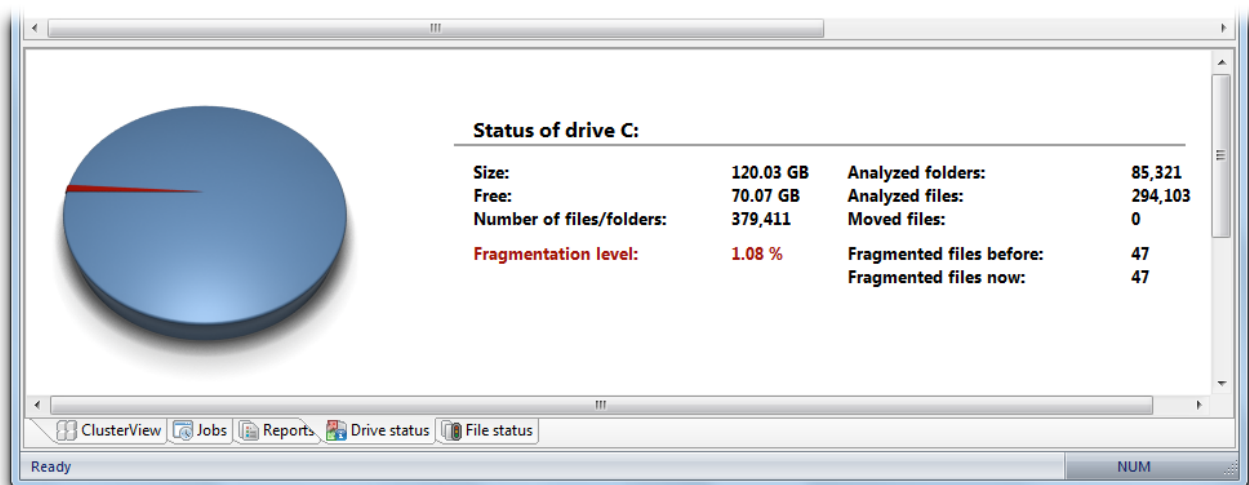 Status of drive C:
Size: 120.03 GB Analyzed folders: 85,321
Free: 70.07 GB Analyzed files: 294,103
Number of files/folders: 379,411 Moved files: 0
Fragmentation level: 1.08 % Fragmented files before: 47
Fragmented files now: 47
ClusterView Jobs Reports Drive status File status
Ready NUM